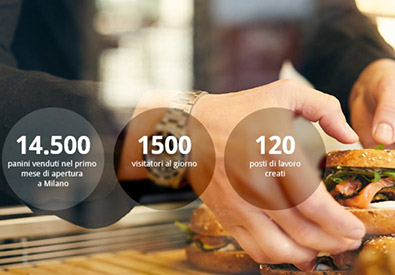 14.500
panini venduti nel primo
mese di apertura
a Milano
1500
visitatori al giorno
120
posti di lavoro
creati